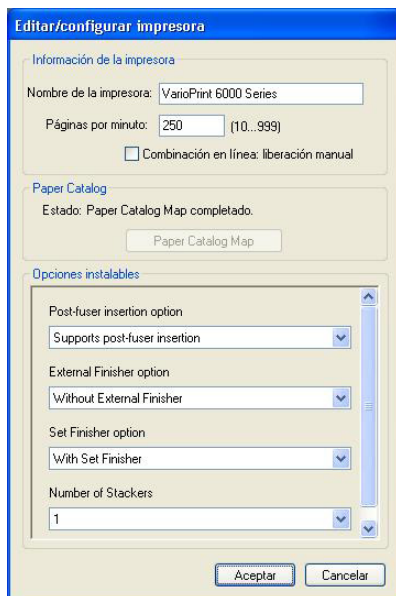 Editar/configurar impresora
Información de la impresora
Nombre de la impresora: VarioPrint 6000 Series
Páginas por minuto: 250 (10...999)
Combinación en línea: liberación manual
Paper Catalog
Estado: Paper Catalog Map completado.
Paper Catalog Map
Opciones instalables
Post-fuser insertion option
Supports post-fuser insertion
External Finisher option
Without External Finisher
Set Finisher option
With Set Finisher
Number of Stackers
1
Aceptar Cancelar